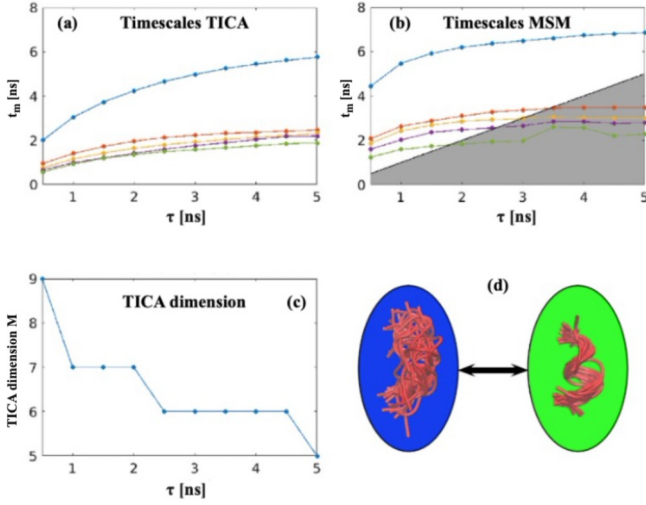 (a) Timescales TICA
8
6
4
2
0
t_m [ns]
1 2 3 4 5
τ [ns]
(b) Timescales MSM
8
6
4
2
0
t_m [ns]
1 2 3 4 5
τ [ns]
TICA dimension (c)
9
8
7
6
5
TICA dimension M
1 2 3 4 5
τ [ns]
(d)